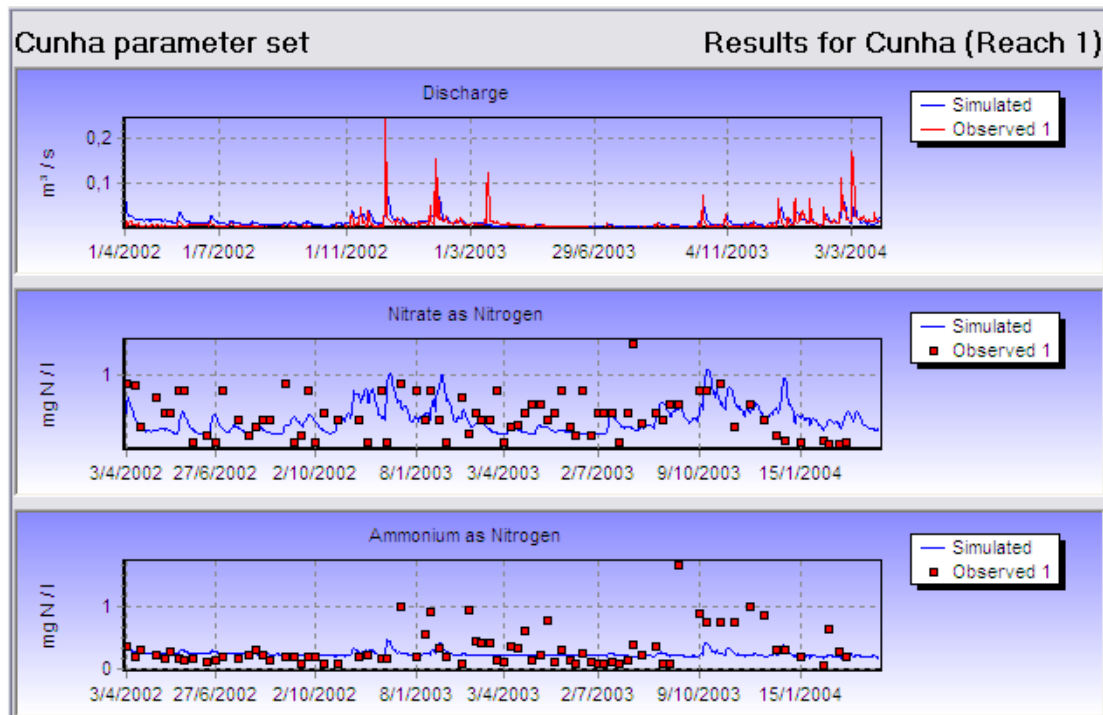 Cunha parameter set Results for Cunha (Reach 1)
Discharge
Simulated
Observed 1
m³ / s
0,2
0,1
1/4/2002 1/7/2002 1/11/2002 1/3/2003 29/6/2003 4/11/2003 3/3/2004
Nitrate as Nitrogen
Simulated
Observed 1
mg N / l
1
3/4/2002 27/6/2002 2/10/2002 8/1/2003 3/4/2003 2/7/2003 9/10/2003 15/1/2004
Ammonium as Nitrogen
Simulated
Observed 1
mg N / l
1
0
3/4/2002 27/6/2002 2/10/2002 8/1/2003 3/4/2003 2/7/2003 9/10/2003 15/1/2004